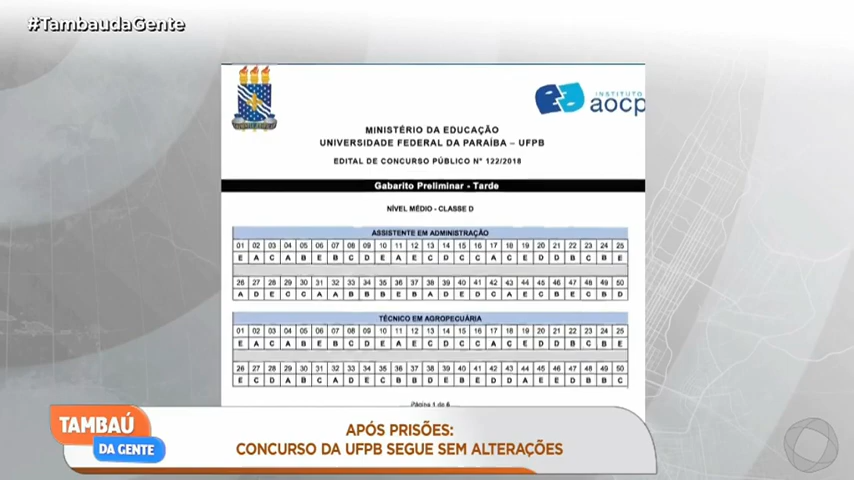 #TambaudaGente
INSTITUTO
aocp
MINISTÉRIO DA EDUCAÇÃO
UNIVERSIDADE FEDERAL DA PARAÍBA – UFPB
EDITAL DE CONCURSO PÚBLICO Nº 122/2018
Gabarito Preliminar - Tarde
NÍVEL MÉDIO - CLASSE D
ASSISTENTE EM ADMINISTRAÇÃO
01 02 03 04 05 06 07 08 09 10 11 12 13 14 15 16 17 18 19 20 21 22 23 24 25
E A C A B E B C D E A E C D C C A C E D D B C B E
26 27 28 29 30 31 32 33 34 35 36 37 38 39 40 41 42 43 44 45 46 47 48 49 50
A D E C C A A B B B E B A D E D C A E C B E C B D
TÉCNICO EM AGROPECUÁRIA
01 02 03 04 05 06 07 08 09 10 11 12 13 14 15 16 17 18 19 20 21 22 23 24 25
E A C A B E B C D E A E C D C C A C E D D B C B E
26 27 28 29 30 31 32 33 34 35 36 37 38 39 40 41 42 43 44 45 46 47 48 49 50
E C D A B C A D E C B B D E B E D D A E E D B B C
Página 1 de 6
TAMBAÚ
DA GENTE
APÓS PRISÕES:
CONCURSO DA UFPB SEGUE SEM ALTERAÇÕES